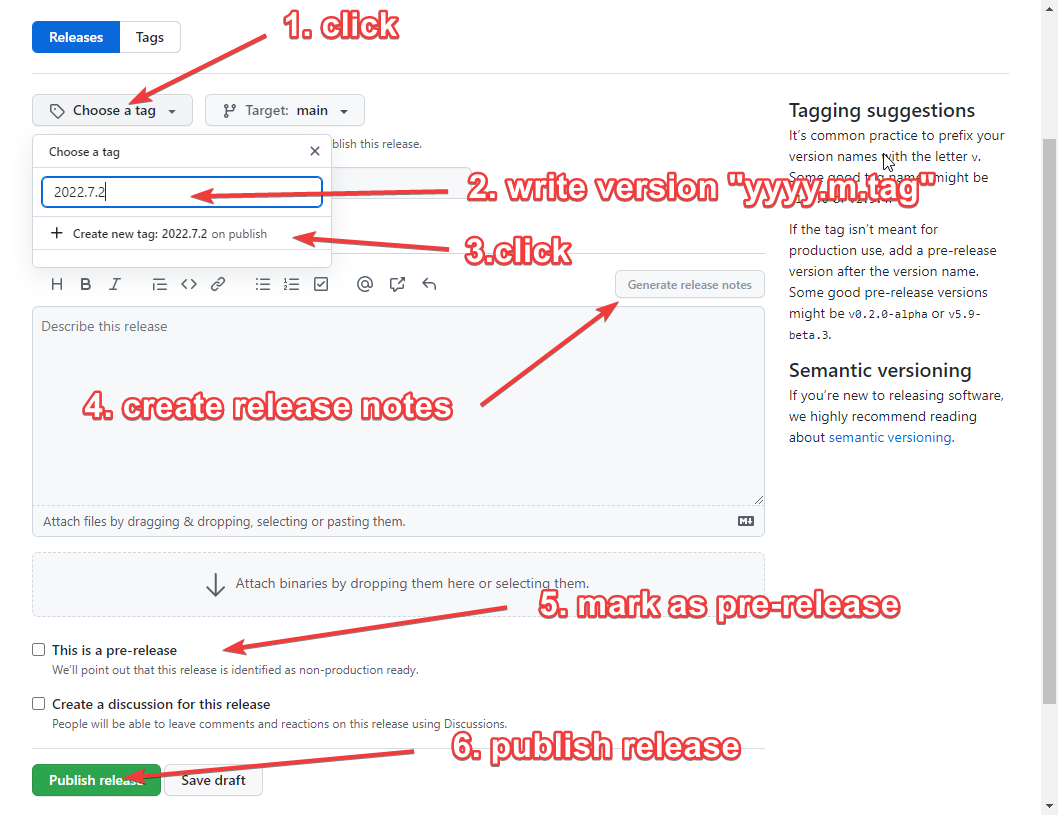 1. click
Releases Tags
Choose a tag Target: main
Choose a tag
blish this release.
2022.7.2
2. write version "yyyy.m.tag"
Create new tag: 2022.7.2 on publish
3.click
H B I
Generate release notes
Describe this release
4. create release notes
Attach files by dragging & dropping, selecting or pasting them.
Attach binaries by dropping them here or selecting them.
5. mark as pre-release
This is a pre-release
We'll point out that this release is identified as non-production ready.
Create a discussion for this release
People will be able to leave comments and reactions on this release using Discussions.
6. publish release
Publish release Save draft
Tagging suggestions
It's common practice to prefix your
version names with the letter v.
Some good tag names might be
If the tag isn't meant for
production use, add a pre-release
version after the version name.
Some good pre-release versions
might be v0.2.0-alpha or v5.9-
beta.3.
Semantic versioning
If you're new to releasing software,
we highly recommend reading
about semantic versioning.